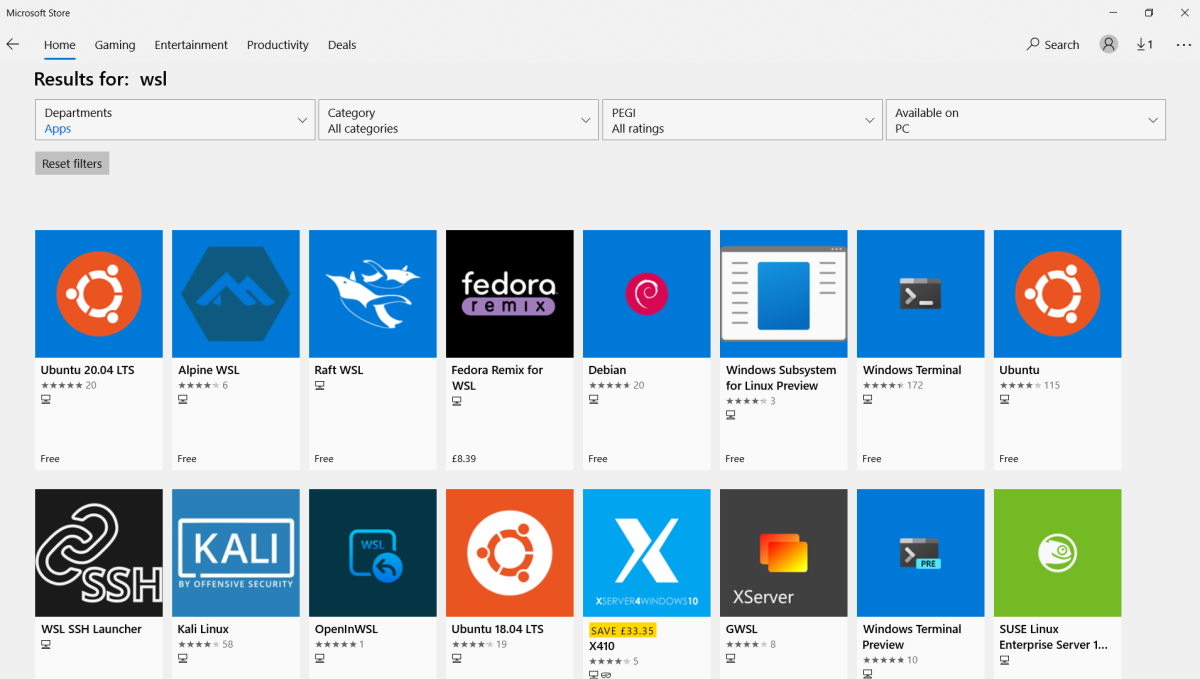 Microsoft Store
Home Gaming Entertainment Productivity Deals Search 1
Results for: wsl
Departments
Apps
Category
All categories
PEGI
All ratings
Available on
PC
Reset filters
fedora
remix
Ubuntu 20.04 LTS
20
Free
Alpine WSL
6
Free
Raft WSL
Free
Fedora Remix for
WSL
£8.39
Debian
20
Free
Windows Subsystem
for Linux Preview
3
Free
Windows Terminal
172
Free
Ubuntu
115
Free
SSH
WSL SSH Launcher
KALI
BY OFFENSIVE SECURITY
Kali Linux
58
WSL
OpenInWSL
1
Ubuntu 18.04 LTS
19
X
XSERVER4WINDOWS10
SAVE £33.35
X410
5
XServer
GWSL
8
PRE
Windows Terminal
Preview
10
SUSE Linux
Enterprise Server 1...